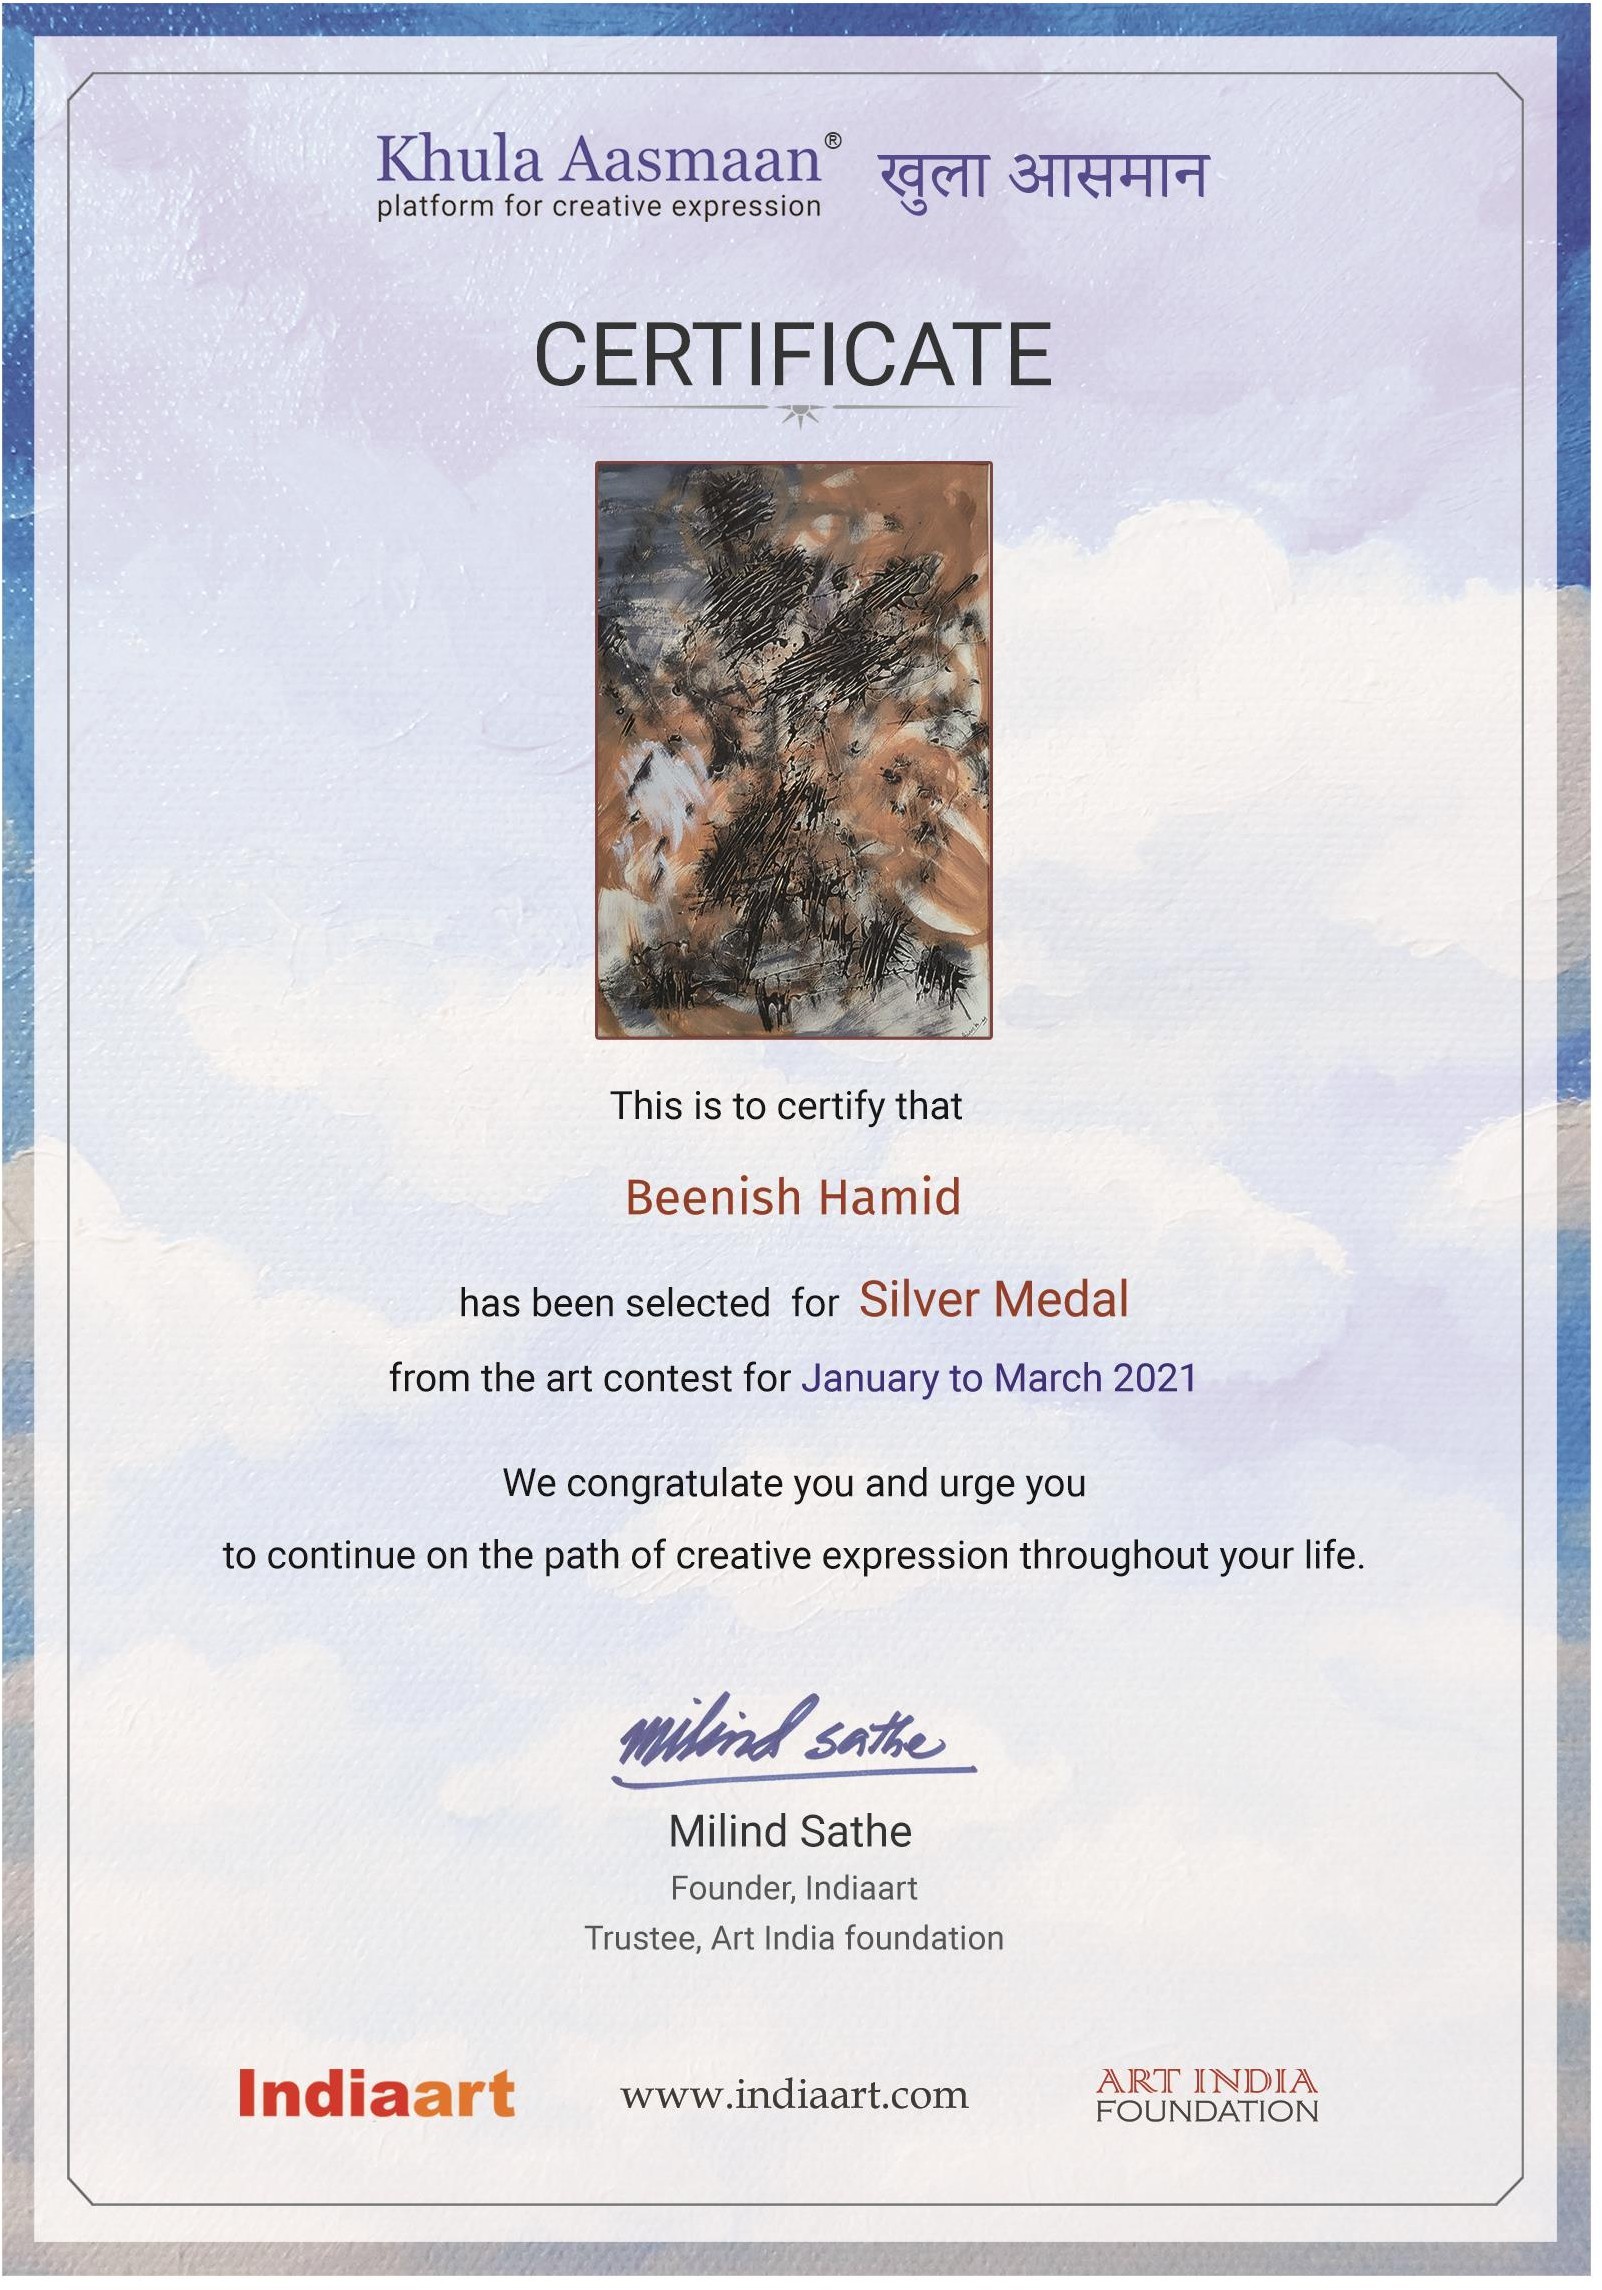 Khula Aasmaan® खुला आसमान
platform for creative expression
CERTIFICATE
This is to certify that
Beenish Hamid
has been selected for Silver Medal
from the art contest for January to March 2021
We congratulate you and urge you
to continue on the path of creative expression throughout your life.
milind sathe
Milind Sathe
Founder, Indiaart
Trustee, Art India foundation
Indiaart www.indiaart.com ART INDIA
FOUNDATION